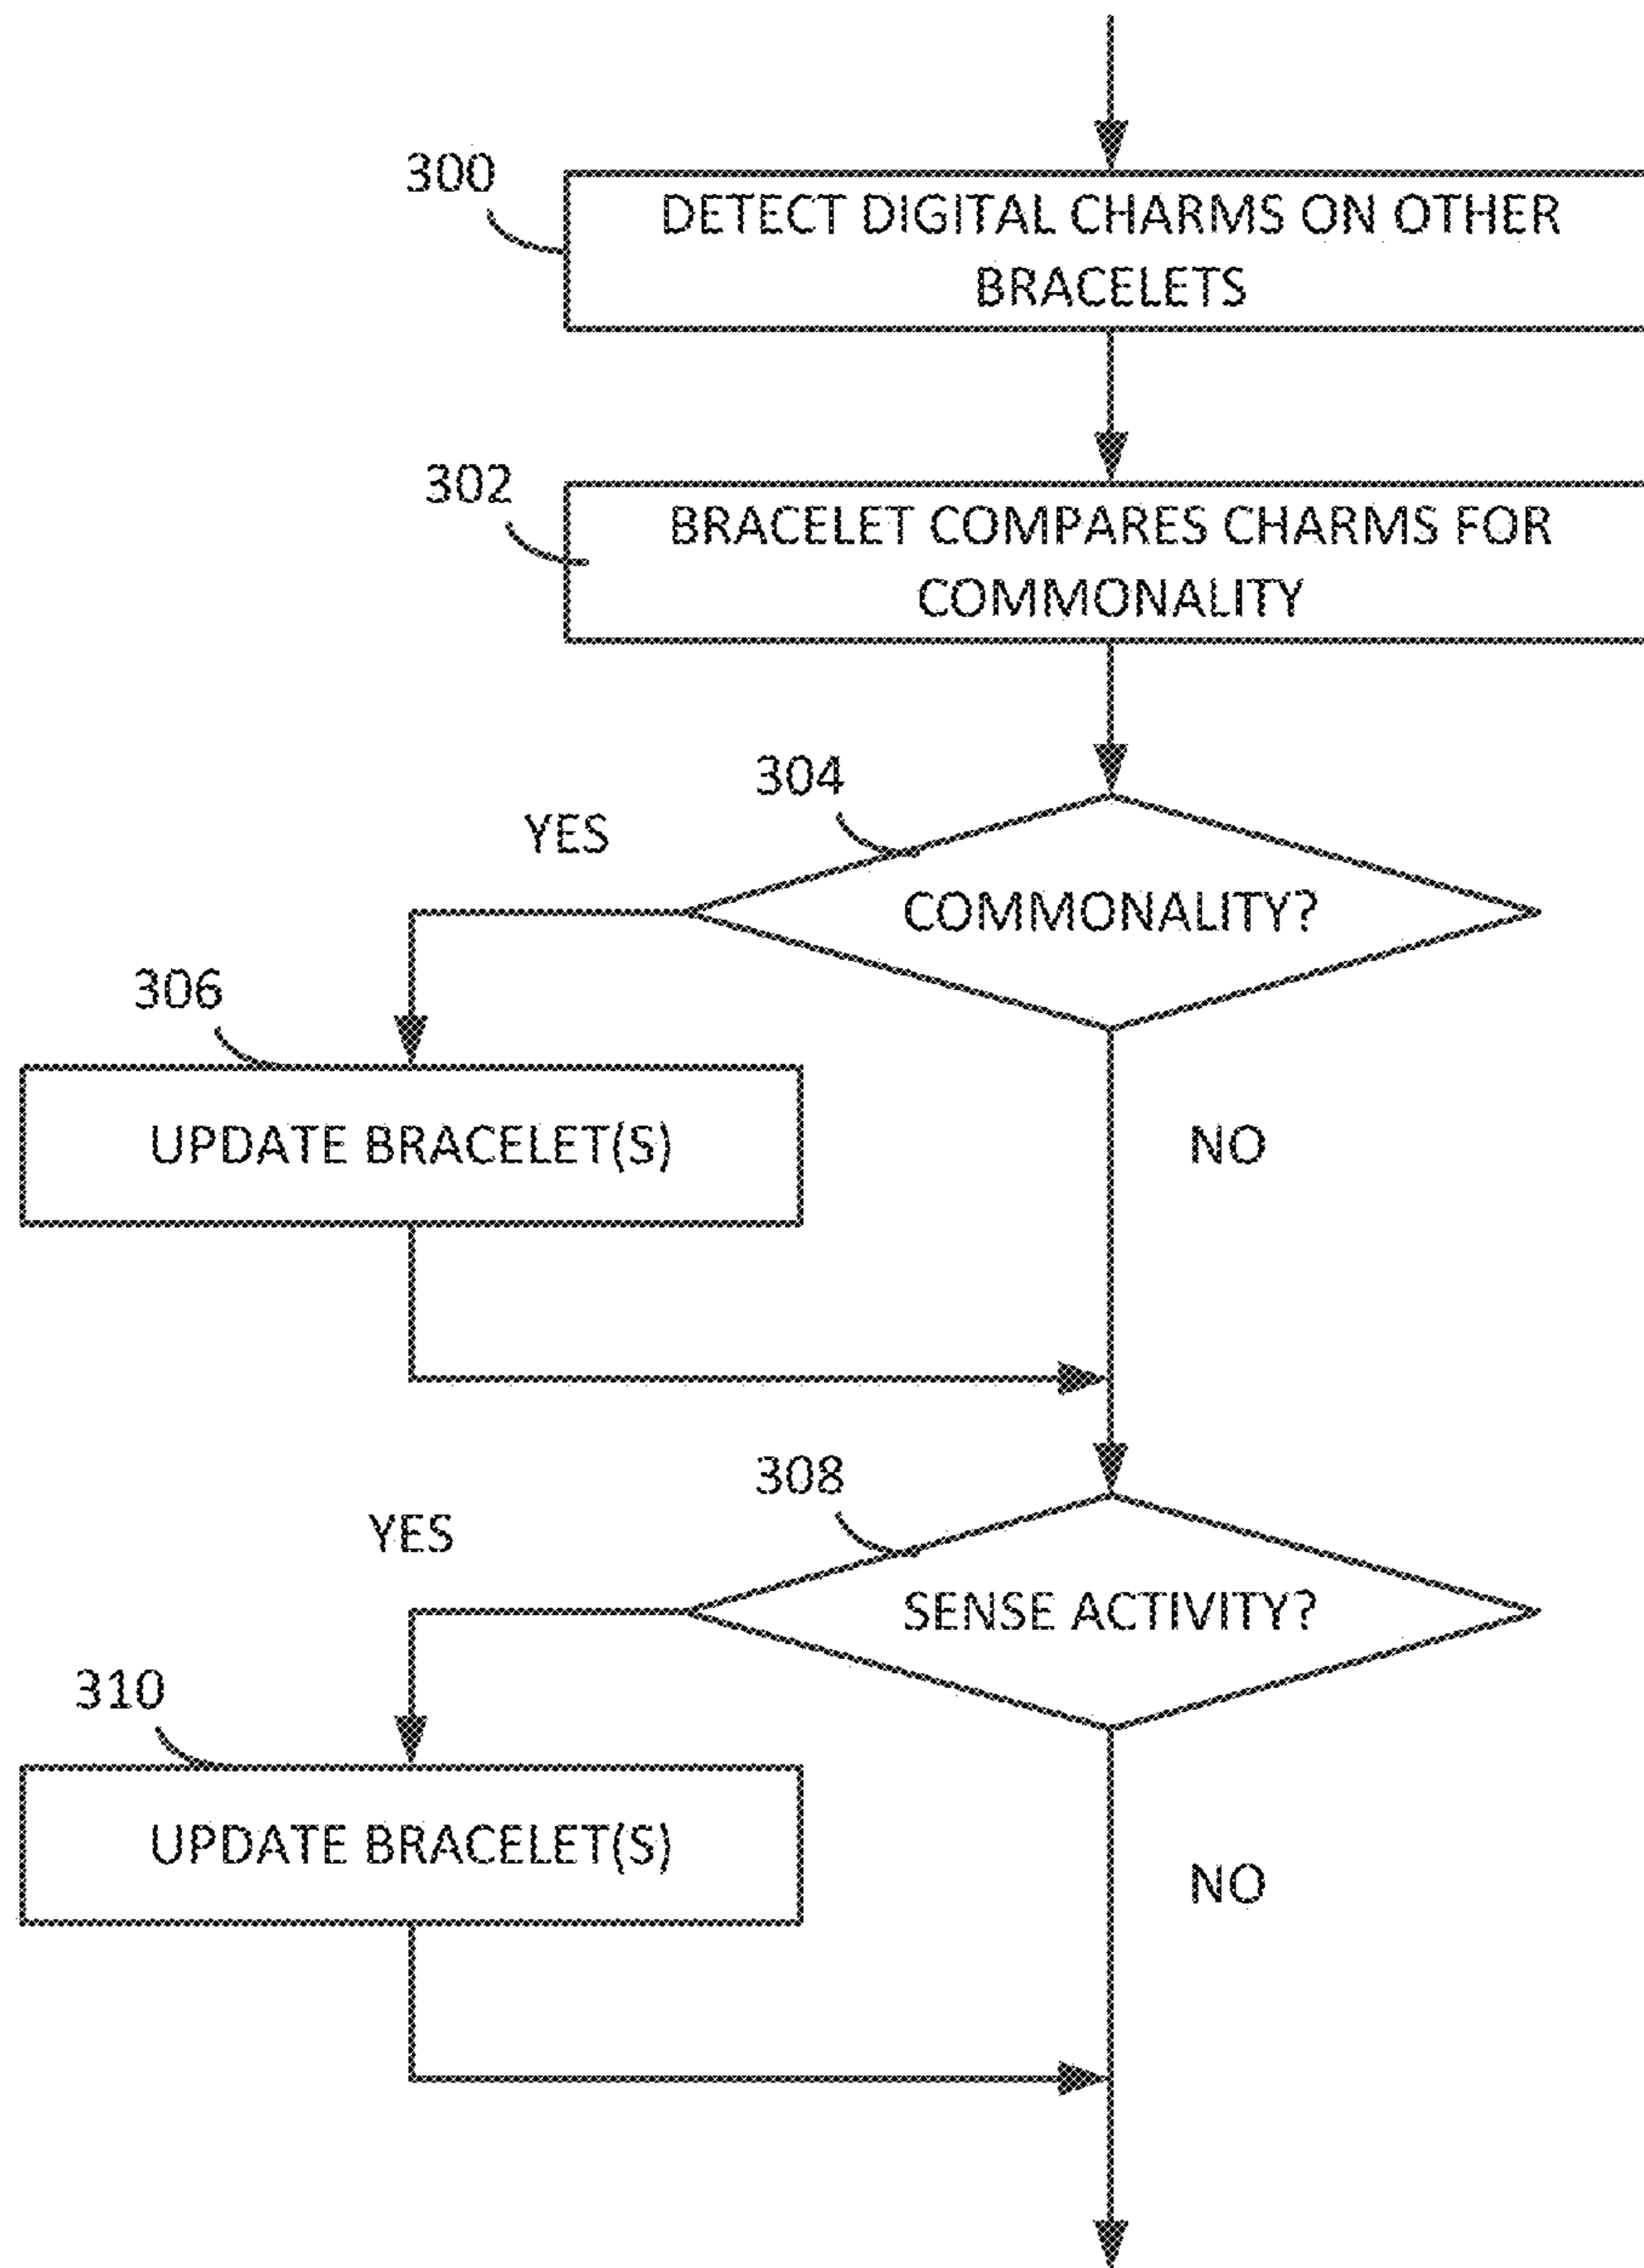 300
DETECT DIGITAL CHARMS ON OTHER
BRACELETS
302
BRACELET COMPARES CHARMS FOR
COMMONALITY
304
YES
COMMONALITY?
306
UPDATE BRACELET(S)
NO
308
YES
SENSE ACTIVITY?
310
UPDATE BRACELET(S)
NO